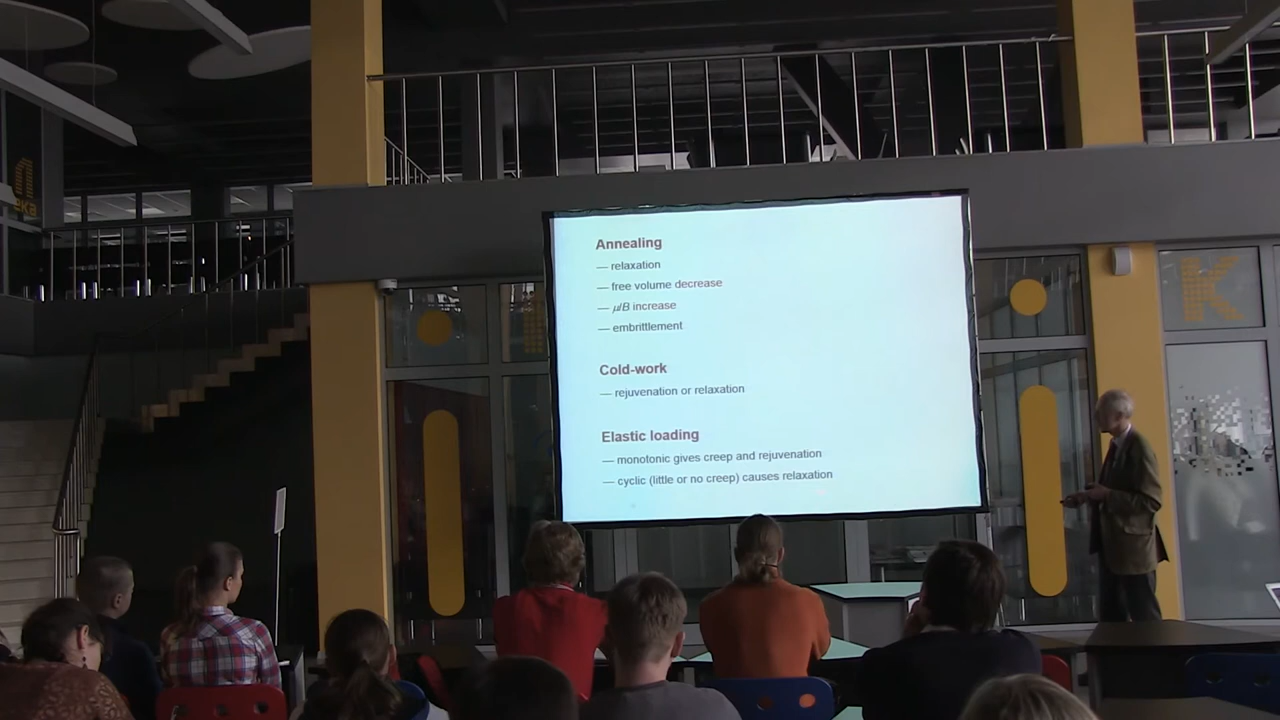 Annealing
— relaxation
— free volume decrease
— μ/B increase
— embrittlement
Cold-work
— rejuvenation or relaxation
Elastic loading
— monotonic gives creep and rejuvenation
— cyclic (little or no creep) causes relaxation
K